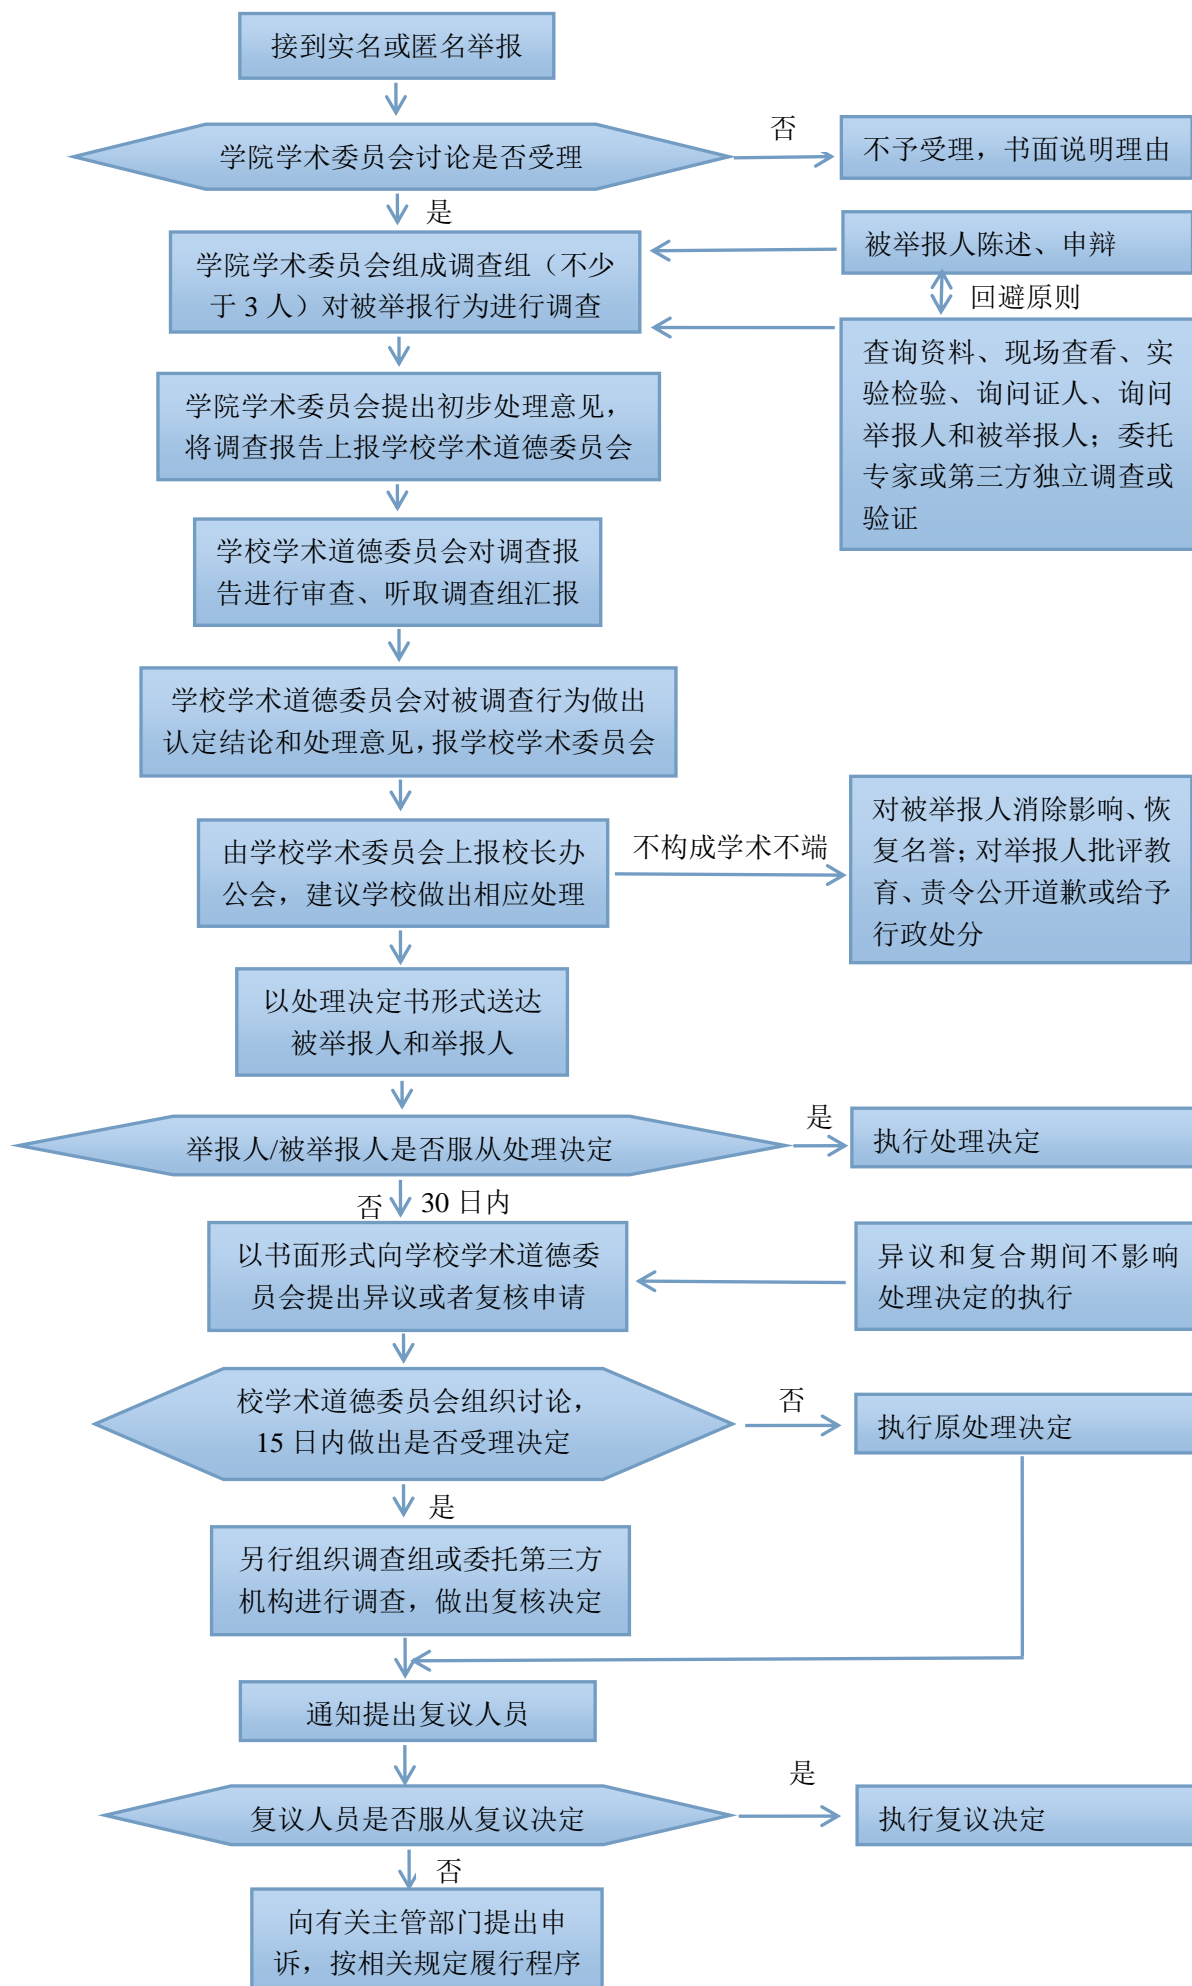 接到实名或匿名举报
否
学院学术委员会讨论是否受理
不予受理，书面说明理由
是
学院学术委员会组成调查组（不少
于 3 人）对被举报行为进行调查
被举报人陈述、申辩
回避原则
查询资料、现场查看、实
验检验、询问证人、询问
举报人和被举报人；委托
专家或第三方独立调查或
验证
学院学术委员会提出初步处理意见，
将调查报告上报学校学术道德委员会
学校学术道德委员会对调查报
告进行审查、听取调查组汇报
学校学术道德委员会对被调查行为做出
认定结论和处理意见，报学校学术委员会
由学校学术委员会上报校长办
公会，建议学校做出相应处理
不构成学术不端
对被举报人消除影响、恢
复名誉；对举报人批评教
育、责令公开道歉或给予
行政处分
以处理决定书形式送达
被举报人和举报人
举报人/被举报人是否服从处理决定
是
执行处理决定
否
30 日内
以书面形式向学校学术道德委
员会提出异议或者复核申请
异议和复合期间不影响
处理决定的执行
校学术道德委员会组织讨论，
15 日内做出是否受理决定
否
执行原处理决定
是
另行组织调查组或委托第三方
机构进行调查，做出复核决定
通知提出复议人员
复议人员是否服从复议决定
是
执行复议决定
否
向有关主管部门提出申
诉，按相关规定履行程序